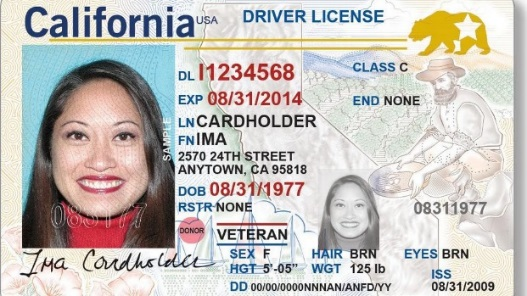 California USA DRIVER LICENSE
DL I1234568 CLASS C
EXP 08/31/2014 END NONE
LN CARDHOLDER
FN IMA
2570 24TH STREET
ANYTOWN, CA 95818
DOB 08/31/1977
RSTR NONE
083177
08311977
SAMPLE
DONOR
VETERAN
SEX F HAIR BRN EYES BRN
HGT 5'-05" WGT 125 lb
ISS
DD 00/00/0000NNNAN/ANFD/YY 08/31/2009
Ima Cardholder